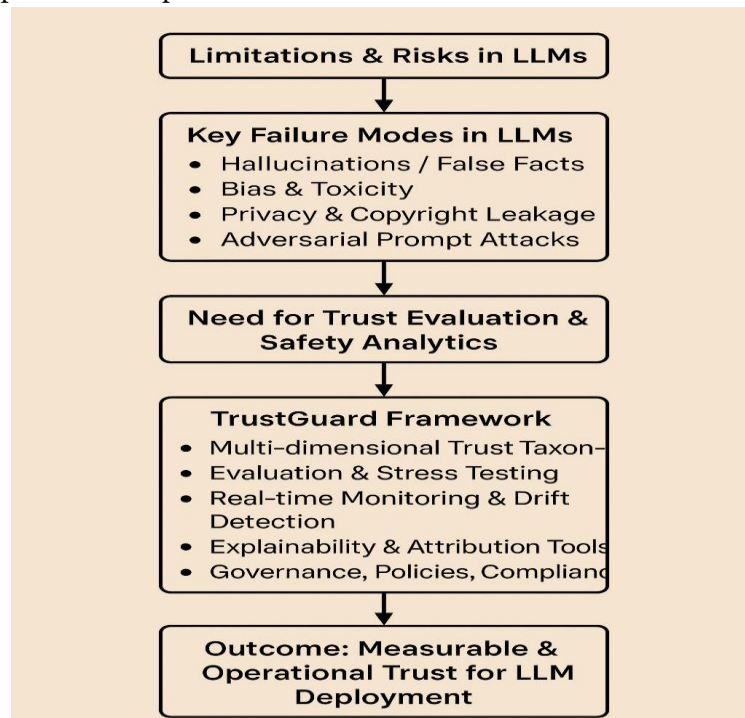 Limitations & Risks in LLMs
Key Failure Modes in LLMs
• Hallucinations / False Facts
• Bias & Toxicity
• Privacy & Copyright Leakage
• Adversarial Prompt Attacks
Need for Trust Evaluation &
Safety Analytics
TrustGuard Framework
• Multi-dimensional Trust Taxon-
• Evaluation & Stress Testing
• Real-time Monitoring & Drift
Detection
• Explainability & Attribution Tools
• Governance, Policies, Complianc
Outcome: Measurable &
Operational Trust for LLM
Deployment